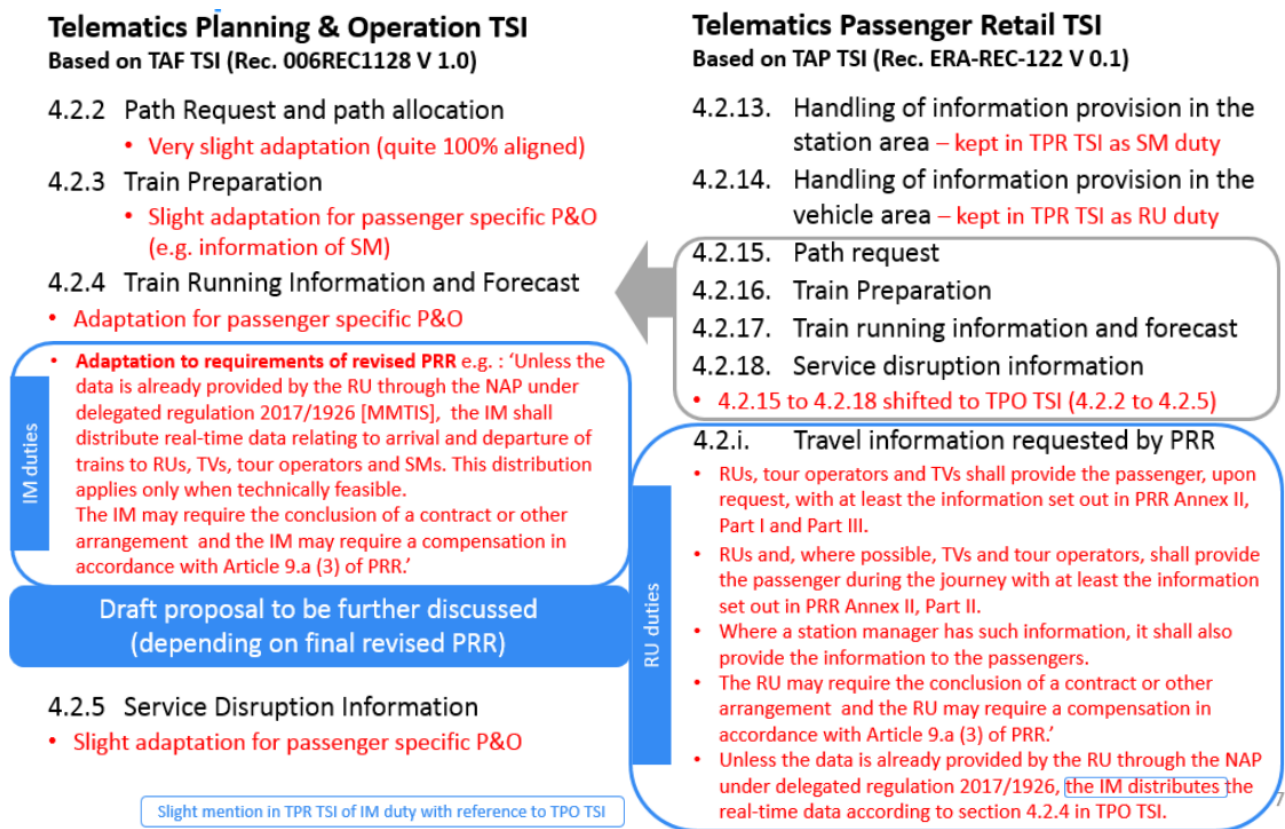 Telematics Planning & Operation TSI
Based on TAF TSI (Rec. 006REC1128 V 1.0)
4.2.2 Path Request and path allocation
• Very slight adaptation (quite 100% aligned)
4.2.3 Train Preparation
• Slight adaptation for passenger specific P&O
(e.g. information of SM)
4.2.4 Train Running Information and Forecast
• Adaptation for passenger specific P&O
IM duties
• Adaptation to requirements of revised PRR e.g. : ‘Unless the
data is already provided by the RU through the NAP under
delegated regulation 2017/1926 [MMTIS], the IM shall
distribute real-time data relating to arrival and departure of
trains to RUs, TVs, tour operators and SMs. This distribution
applies only when technically feasible.
The IM may require the conclusion of a contract or other
arrangement and the IM may require a compensation in
accordance with Article 9.a (3) of PRR.’
Draft proposal to be further discussed
(depending on final revised PRR)
4.2.5 Service Disruption Information
• Slight adaptation for passenger specific P&O
Slight mention in TPR TSI of IM duty with reference to TPO TSI
Telematics Passenger Retail TSI
Based on TAP TSI (Rec. ERA-REC-122 V 0.1)
4.2.13. Handling of information provision in the
station area – kept in TPR TSI as SM duty
4.2.14. Handling of information provision in the
vehicle area – kept in TPR TSI as RU duty
4.2.15. Path request
4.2.16. Train Preparation
4.2.17. Train running information and forecast
4.2.18. Service disruption information
• 4.2.15 to 4.2.18 shifted to TPO TSI (4.2.2 to 4.2.5)
4.2.i. Travel information requested by PRR
RU duties
• RUs, tour operators and TVs shall provide the passenger, upon
request, with at least the information set out in PRR Annex II,
Part I and Part III.
• RUs and, where possible, TVs and tour operators, shall provide
the passenger during the journey with at least the information
set out in PRR Annex II, Part II.
• Where a station manager has such information, it shall also
provide the information to the passengers.
• The RU may require the conclusion of a contract or other
arrangement and the RU may require a compensation in
accordance with Article 9.a (3) of PRR.’
• Unless the data is already provided by the RU through the NAP
under delegated regulation 2017/1926, the IM distributes the
real-time data according to section 4.2.4 in TPO TSI.
7